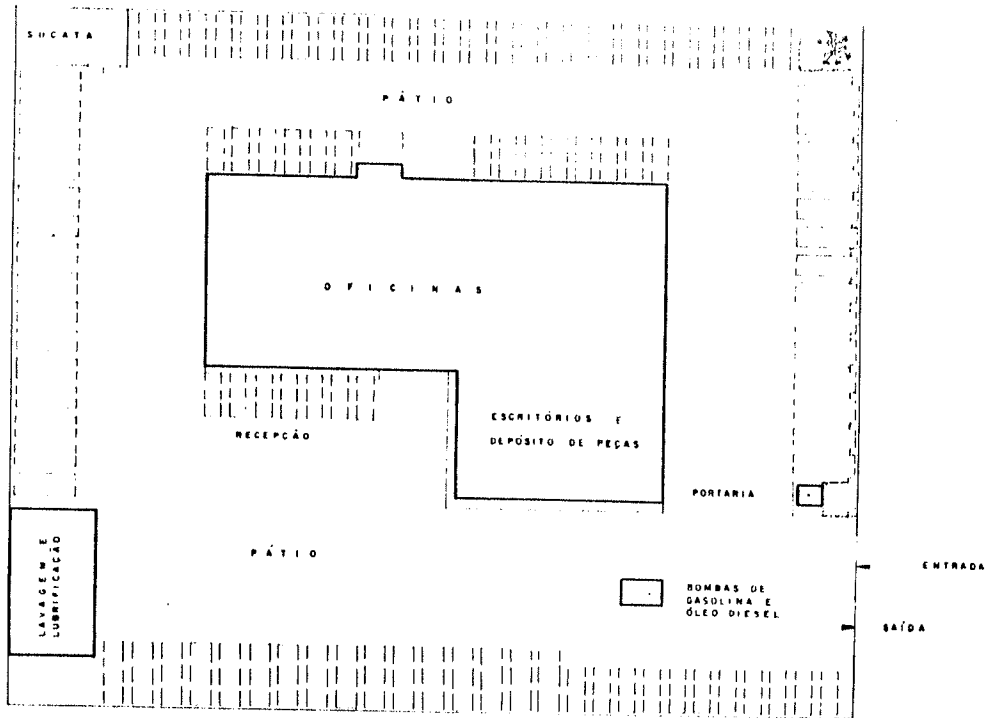 SUCATA
PÁTIO
OFICINAS
ESCRITÓRIOS E
DEPÓSITO DE PEÇAS
RECEPÇÃO
PORTARIA
LAVAGEM E
LUBRIFICAÇÃO
PÁTIO
ENTRADA
BOMBAS DE
GASOLINA E
ÓLEO DIESEL
SAÍDA